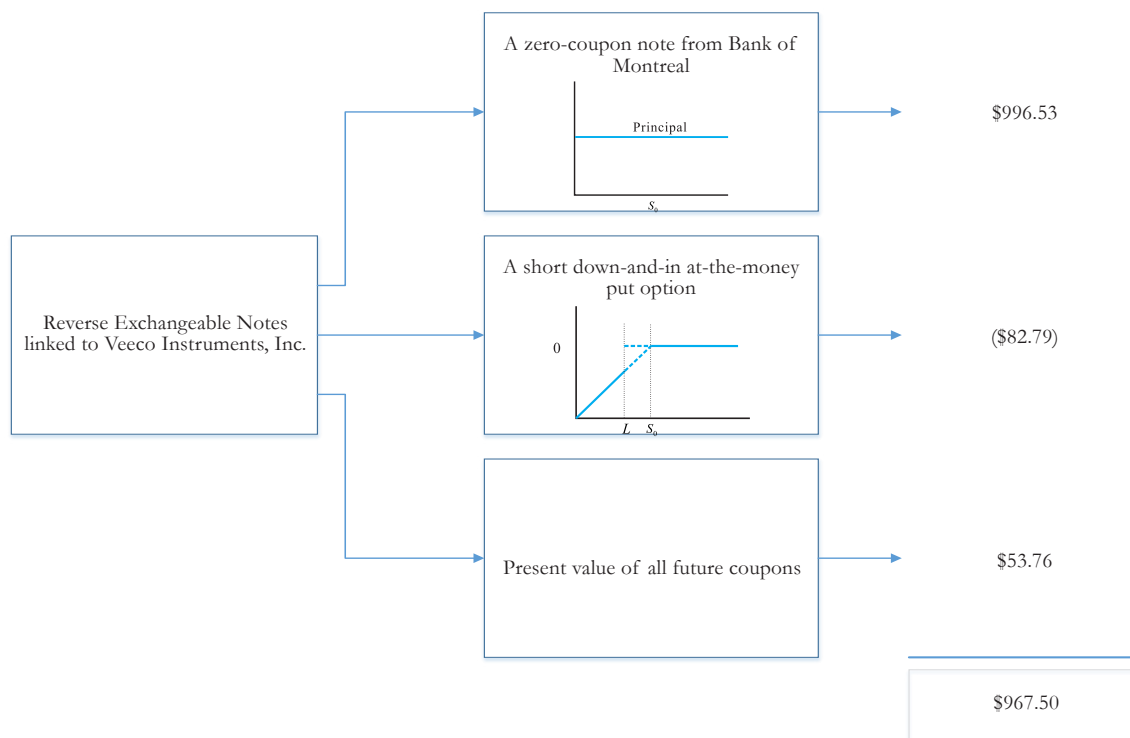 A zero-coupon note from Bank of
Montreal
Principal
S₀
$996.53
Reverse Exchangeable Notes
linked to Veeco Instruments, Inc.
A short down-and-in at-the-money
put option
0
L S₀
($82.79)
Present value of all future coupons
$53.76
$967.50